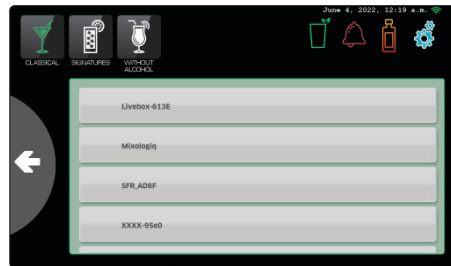 June 4, 2022, 12:19 a.m.
CLASSICAL
SIGNATURES
WITHOUT
ALCOHOL
Livebox-613E
Mixologiq
SFR_AD8F
XXXX-95e0